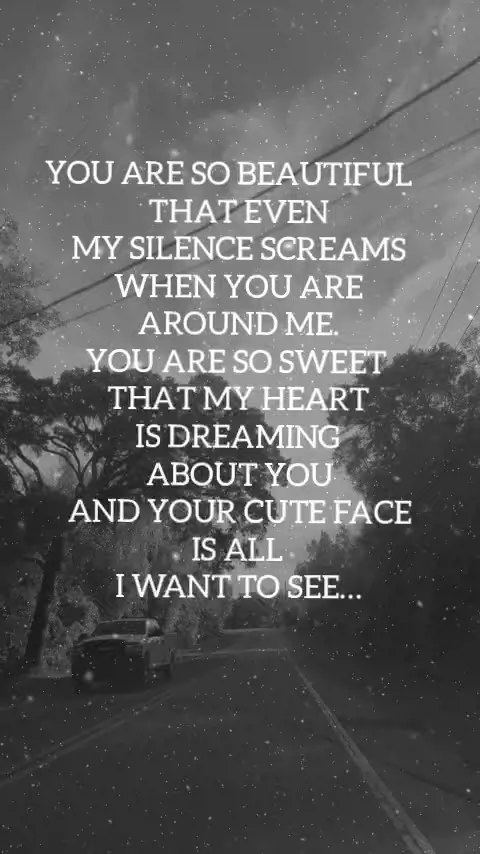 YOU ARE SO BEAUTIFUL
THAT EVEN
MY SILENCE SCREAMS
WHEN YOU ARE
AROUND ME.
YOU ARE SO SWEET
THAT MY HEART
IS DREAMING
ABOUT YOU
AND YOUR CUTE FACE
IS ALL
I WANT TO SEE...